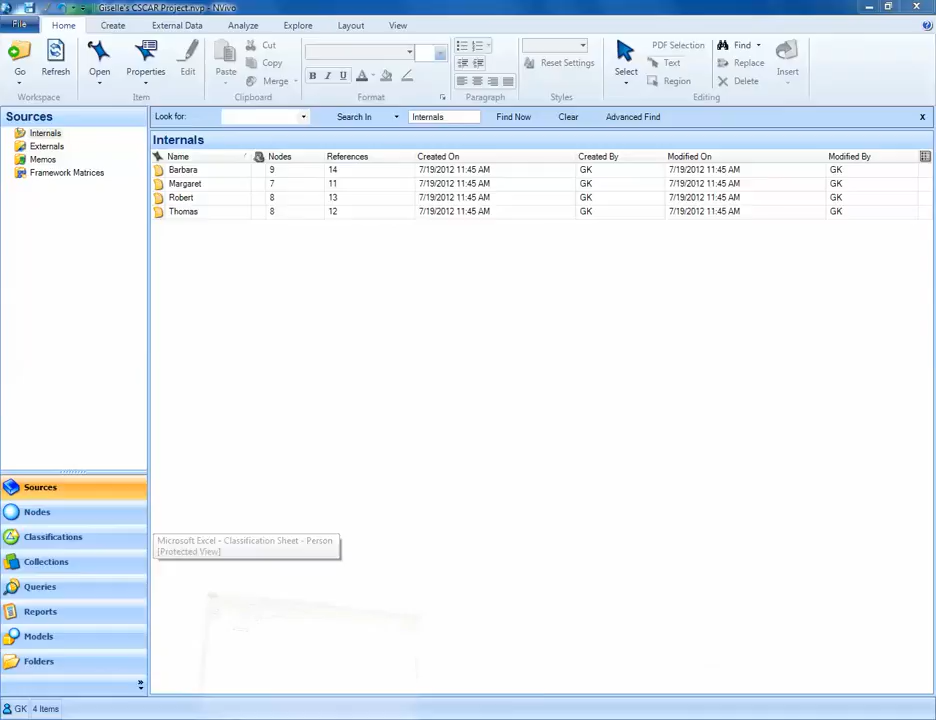 Giselle's CSCAR Project.nvp - NVivo
File Home Create External Data Analyze Explore Layout View
Go Refresh Open Properties Edit Paste Cut Copy Merge
B I U
Reset Settings Select PDF Selection Text Region Find Replace Delete Insert
Workspace Item Clipboard Format Paragraph Styles Editing
Sources
Internals
Externals
Memos
Framework Matrices
Look for: Search In Internals Find Now Clear Advanced Find x
Internals
Name Nodes References Created On Created By Modified On Modified By
Barbara 9 14 7/19/2012 11:45 AM GK 7/19/2012 11:45 AM GK
Margaret 7 11 7/19/2012 11:45 AM GK 7/19/2012 11:45 AM GK
Robert 8 13 7/19/2012 11:45 AM GK 7/19/2012 11:45 AM GK
Thomas 8 12 7/19/2012 11:45 AM GK 7/19/2012 11:45 AM GK
Sources
Nodes
Classifications
Collections
Queries
Reports
Models
Folders
Microsoft Excel - Classification Sheet - Person
[Protected View]
GK 4 Items